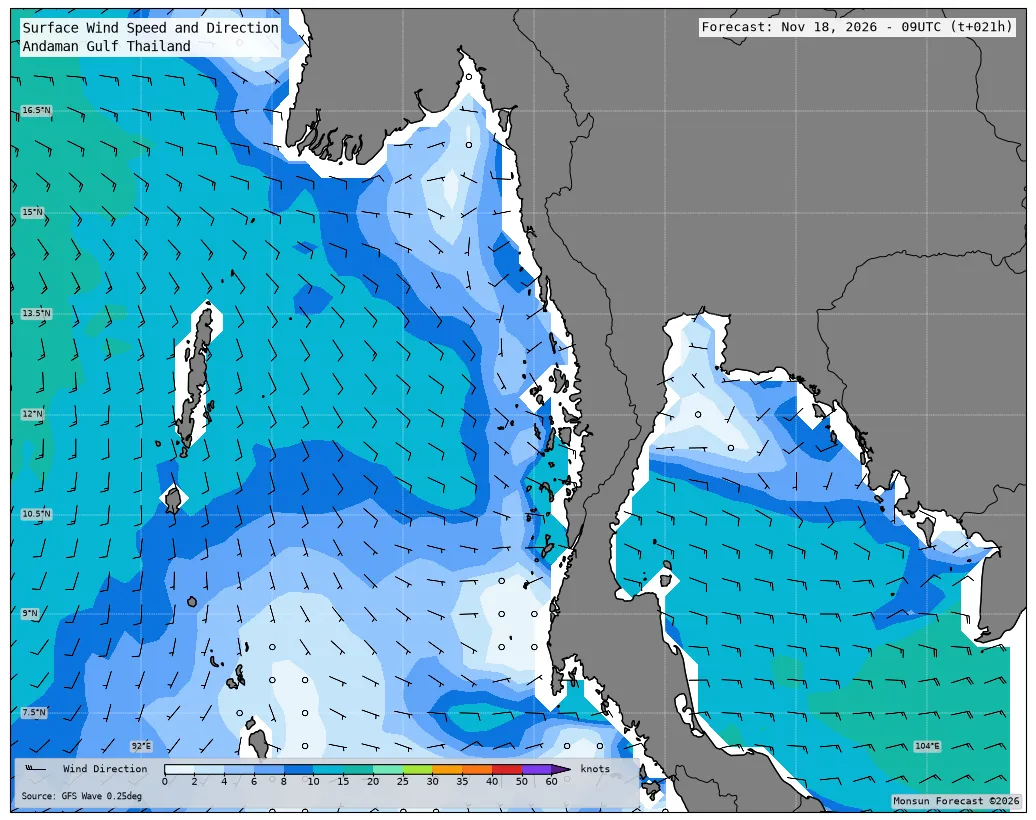 Surface Wind Speed and Direction
Andaman Gulf Thailand
Forecast: Nov 18, 2026 - 09UTC (t+021h)
16.5°N
15°N
13.5°N
12°N
10.5°N
9°N
7.5°N
92°E
104°E
Wind Direction
knots
0 2 4 6 8 10 15 20 25 30 35 40 50 60
Source: GFS Wave 0.25deg
Monsun Forecast ©2026